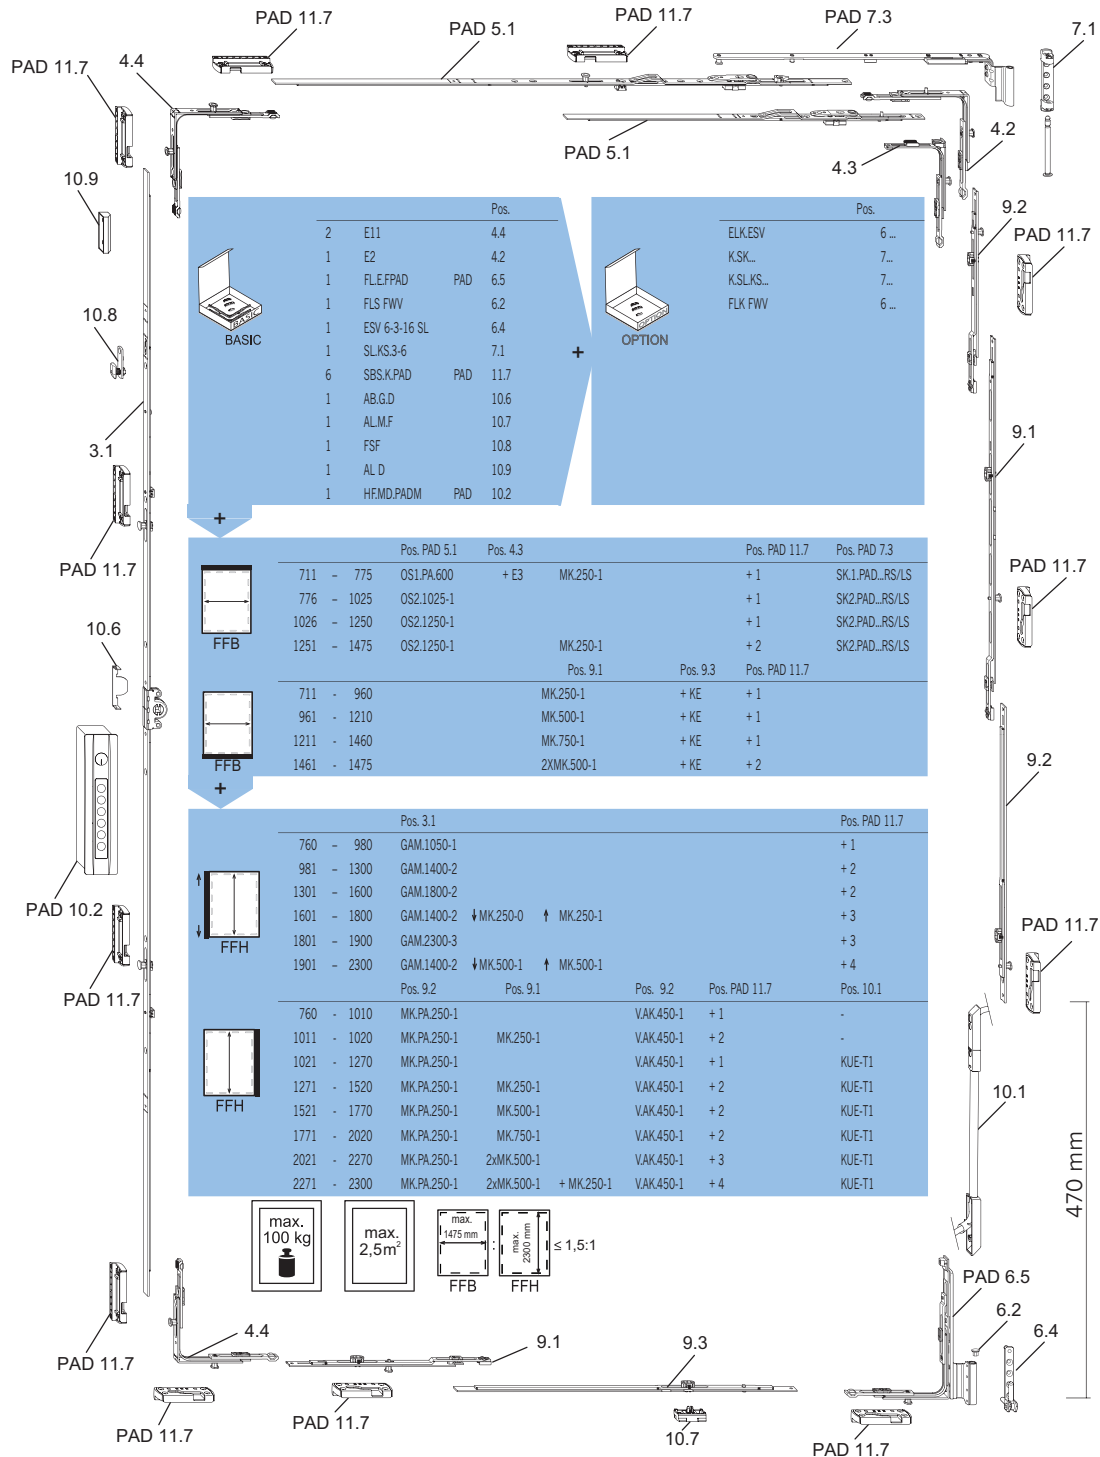 PAD 11.7
PAD 5.1
PAD 11.7
PAD 7.3
7.1
PAD 11.7
4.4
PAD 5.1
4.3
4.2
10.9
9.2
PAD 11.7
10.8
3.1
PAD 11.7
9.1
PAD 11.7
10.6
PAD 10.2
9.2
PAD 11.7
PAD 11.7
10.1
470 mm
Pos.
2 E11 4.4
1 E2 4.2
1 FL.E.FPAD PAD 6.5
1 FLS FWV 6.2
1 ESV 6-3-16 SL 6.4
1 SL.KS.3-6 7.1
6 SBS.K.PAD PAD 11.7
1 AB.G.D 10.6
1 AL.M.F 10.7
1 FSF 10.8
1 AL D 10.9
1 HF.MD.PADM PAD 10.2
BASIC
BASIC
+
Pos.
ELK.ESV 6 ...
K.SK... 7...
K.SL.KS... 7...
FLK FWV 6 ...
OPTION
OPTION
+
Pos. PAD 5.1 Pos. 4.3 Pos. PAD 11.7 Pos. PAD 7.3
711 – 775 OS1.PA.600 + E3 MK.250-1 + 1 SK.1.PAD...RS/LS
776 – 1025 OS2.1025-1 + 1 SK2.PAD...RS/LS
1026 – 1250 OS2.1250-1 + 1 SK2.PAD...RS/LS
1251 – 1475 OS2.1250-1 MK.250-1 + 2 SK2.PAD...RS/LS
FFB
Pos. 9.1 Pos. 9.3 Pos. PAD 11.7
711 - 960 MK.250-1 + KE + 1
961 - 1210 MK.500-1 + KE + 1
1211 - 1460 MK.750-1 + KE + 1
1461 - 1475 2XMK.500-1 + KE + 2
FFB
+
Pos. 3.1 Pos. PAD 11.7
760 – 980 GAM.1050-1 + 1
981 – 1300 GAM.1400-2 + 2
1301 – 1600 GAM.1800-2 + 2
1601 – 1800 GAM.1400-2 ↓MK.250-0 ↑ MK.250-1 + 3
1801 – 1900 GAM.2300-3 + 3
1901 – 2300 GAM.1400-2 ↓MK.500-1 ↑ MK.500-1 + 4
FFH
Pos. 9.2 Pos. 9.1 Pos. 9.2 Pos. PAD 11.7 Pos. 10.1
760 - 1010 MK.PA.250-1 V.AK.450-1 + 1 -
1011 - 1020 MK.PA.250-1 MK.250-1 V.AK.450-1 + 2 -
1021 - 1270 MK.PA.250-1 V.AK.450-1 + 1 KUE-T1
1271 - 1520 MK.PA.250-1 MK.250-1 V.AK.450-1 + 2 KUE-T1
1521 - 1770 MK.PA.250-1 MK.500-1 V.AK.450-1 + 2 KUE-T1
1771 - 2020 MK.PA.250-1 MK.750-1 V.AK.450-1 + 2 KUE-T1
2021 - 2270 MK.PA.250-1 2xMK.500-1 V.AK.450-1 + 3 KUE-T1
2271 - 2300 MK.PA.250-1 2xMK.500-1 + MK.250-1 V.AK.450-1 + 4 KUE-T1
FFH
max.
100 kg
max.
2,5m²
max.
1475 mm
FFB
:
max.
2300 mm
FFH
≤ 1,5:1
PAD 11.7
4.4
PAD 11.7
PAD 11.7
9.1
9.3
10.7
PAD 6.5
6.2
6.4
PAD 11.7